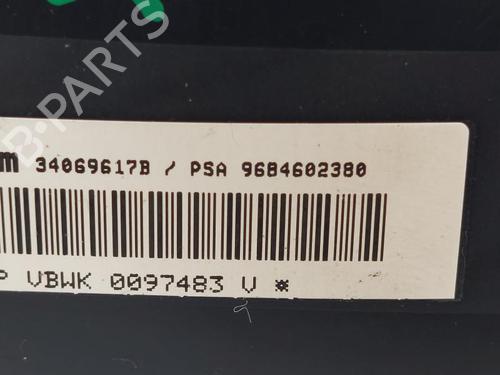 m 34069617B / PSA 9684602380
P VBWK 0097483 V *
B-PARTS